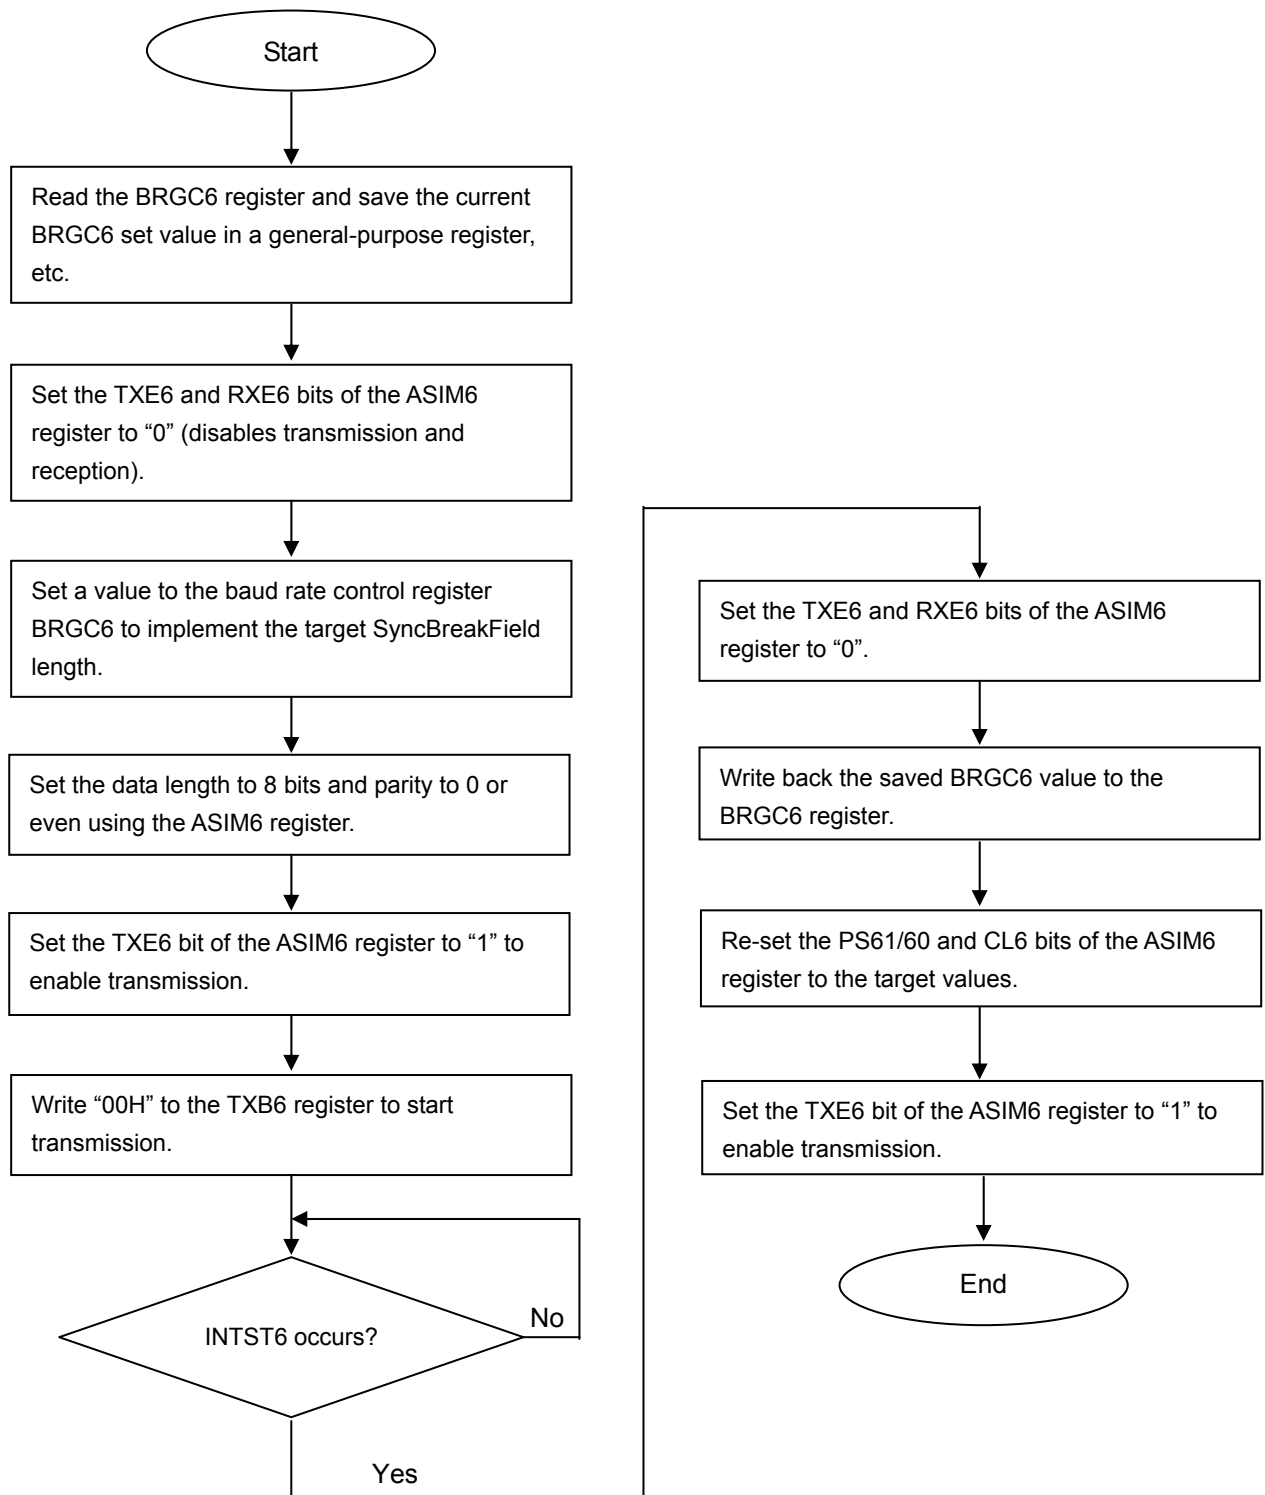 Start
Read the BRGC6 register and save the current
BRGC6 set value in a general-purpose register,
etc.
Set the TXE6 and RXE6 bits of the ASIM6
register to “0” (disables transmission and
reception).
Set a value to the baud rate control register
BRGC6 to implement the target SyncBreakField
length.
Set the data length to 8 bits and parity to 0 or
even using the ASIM6 register.
Set the TXE6 bit of the ASIM6 register to “1” to
enable transmission.
Write “00H” to the TXB6 register to start
transmission.
INTST6 occurs?
No
Yes
Set the TXE6 and RXE6 bits of the ASIM6
register to “0”.
Write back the saved BRGC6 value to the
BRGC6 register.
Re-set the PS61/60 and CL6 bits of the ASIM6
register to the target values.
Set the TXE6 bit of the ASIM6 register to “1” to
enable transmission.
End